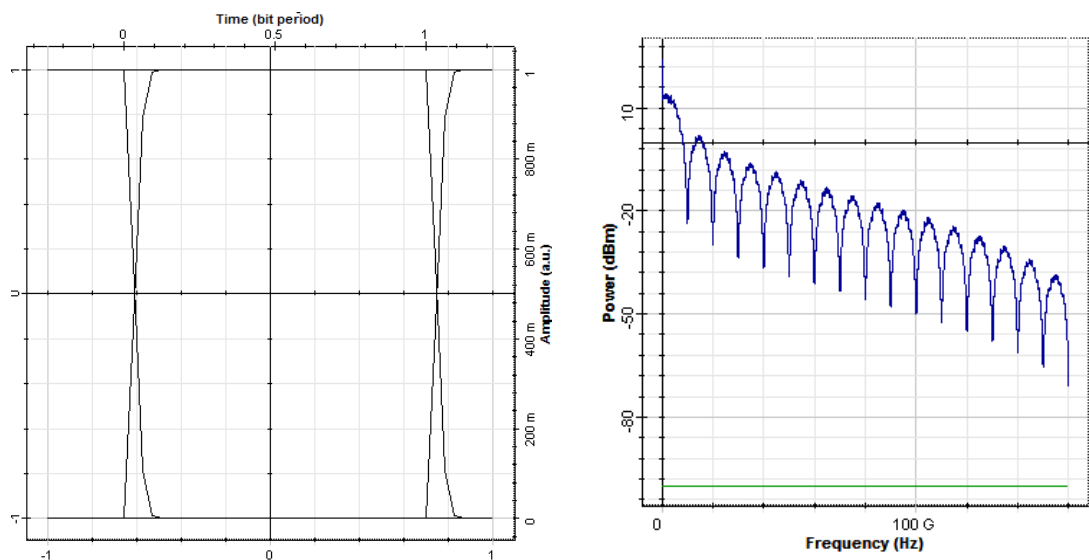 Time (bit period)
0
0.5
1
1
0
-1
1
800 m
600 m
400 m
200 m
0
Amplitude (a.u.)
-1
0
1
10
-20
-50
-80
Power (dBm)
0
100 G
Frequency (Hz)